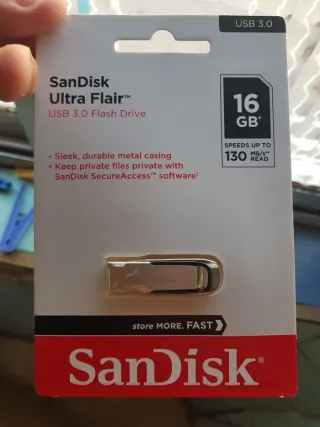 USB 3.0
SanDisk
Ultra Flair™
USB 3.0 Flash Drive
16
GB*
SPEEDS UP TO
130 MB/s**
READ
• Sleek, durable metal casing
• Keep private files private with
SanDisk SecureAccess™ software¹
store MORE. FAST
SanDisk®